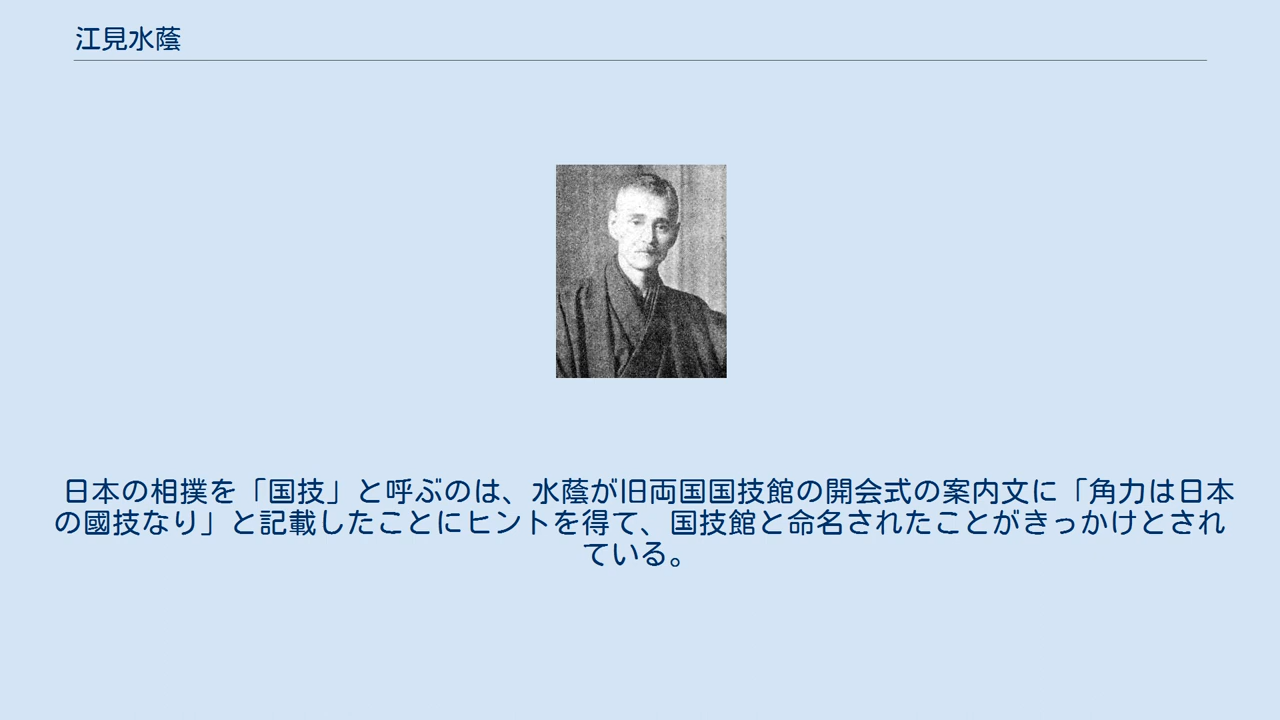 江見水蔭
日本の相撲を「国技」と呼ぶのは、水蔭が旧両国国技館の開会式の案内文に「角力は日本
の國技なり」と記載したことにヒントを得て、国技館と命名されたことがきっかけとされ
ている。